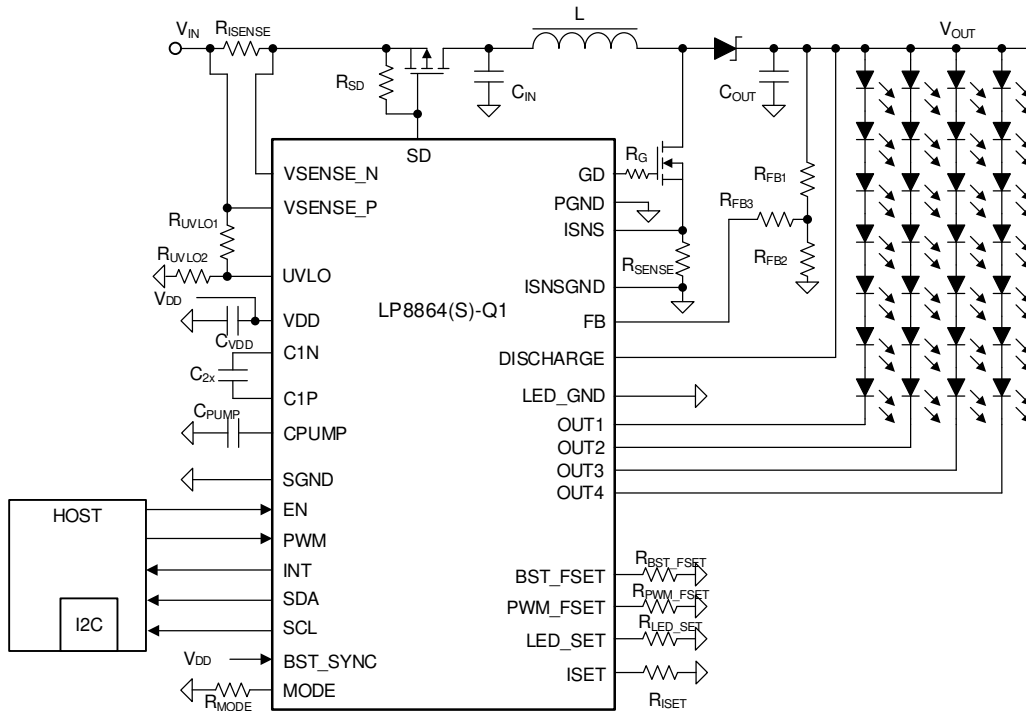 VIN
RISENSE
L
VOUT
RSD
CIN
COUT
SD
RG
RFB1
VSENSE_N
GD
VSENSE_P
PGND
RFB3
RUVLO1
ISNS
RUVLO2
RSENSE
RFB2
UVLO
ISNSGND
VDD
LP8864(S)-Q1
VDD
FB
CVDD
C1N
DISCHARGE
C2x
C1P
LED_GND
CPUMP
OUT1
CPUMP
OUT2
OUT3
SGND
OUT4
HOST
EN
PWM
INT
RBST_FSET
BST_FSET
RPWM_FSET
SDA
PWM_FSET
I2C
SCL
RLED_SET
LED_SET
VDD
BST_SYNC
ISET
MODE
RMODE
RISET